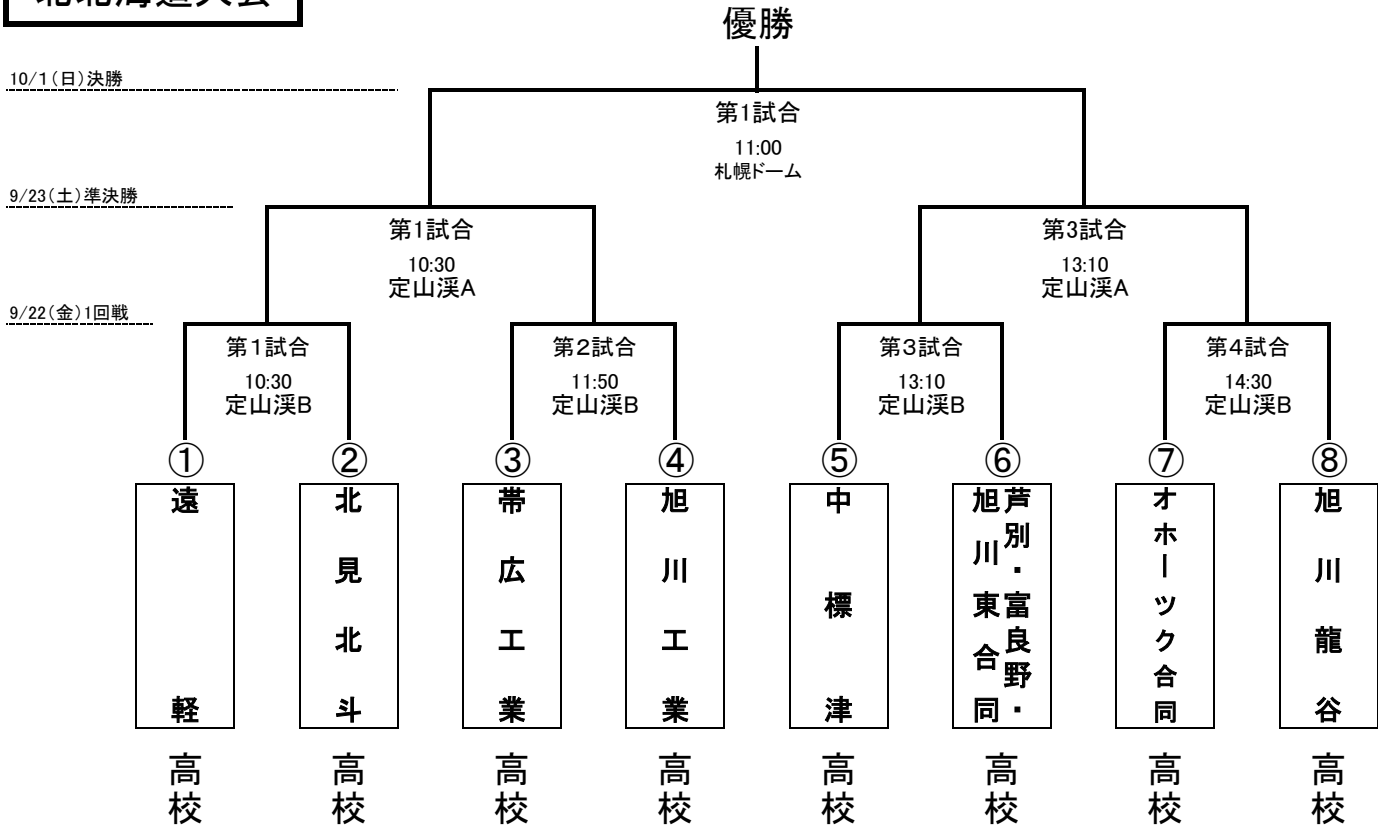 北北海道大会
優勝
10/1(日)決勝
第1試合
11:00
札幌ドーム
9/23(土)準決勝
第1試合
10:30
定山渓A
第3試合
13:10
定山渓A
9/22(金)1回戦
第1試合
10:30
定山渓B
第2試合
11:50
定山渓B
第3試合
13:10
定山渓B
第4試合
14:30
定山渓B
①
遠軽
高校
②
北見北斗
高校
③
帯広工業
高校
④
旭川工業
高校
⑤
中標津
高校
⑥
芦別・富良野・
旭川東合同
高校
⑦
オホーツク合同
高校
⑧
旭川龍谷
高校